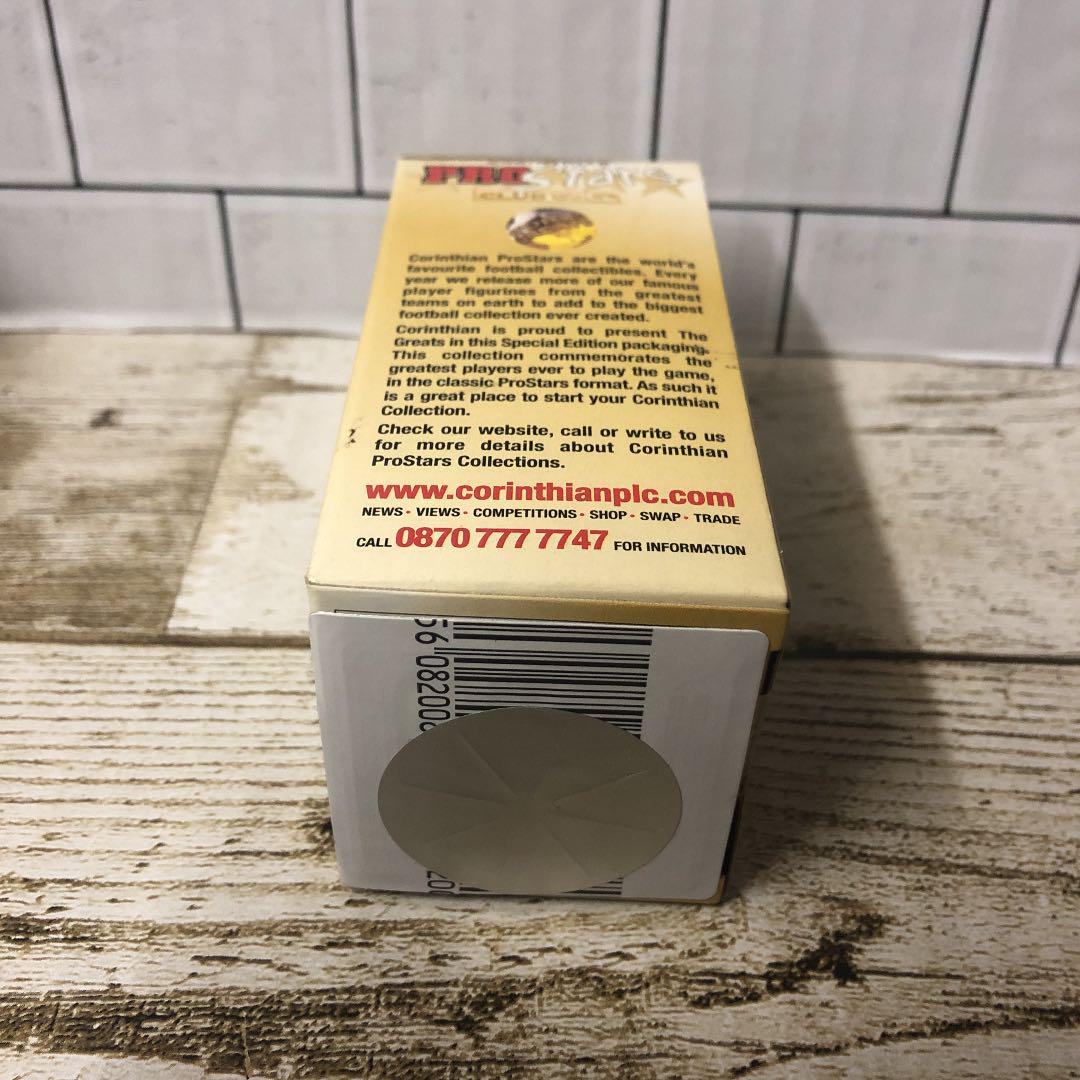 PROStars
CLUB
Corinthian ProStars are the world's
favourite football collectibles. Every
year we release more of our famous
player figurines from the greatest
teams on earth to add to the biggest
football collection ever created.
Corinthian is proud to present The
Greats in this Special Edition packaging.
This collection commemorates the
greatest players ever to play the game,
in the classic ProStars format. As such it
is a great place to start your Corinthian
Collection.
Check our website, call or write to us
for more details about Corinthian
ProStars Collections.
www.corinthianplc.com
NEWS • VIEWS • COMPETITIONS • SHOP • SWAP • TRADE
CALL 0870 777 7747 FOR INFORMATION
56 08200